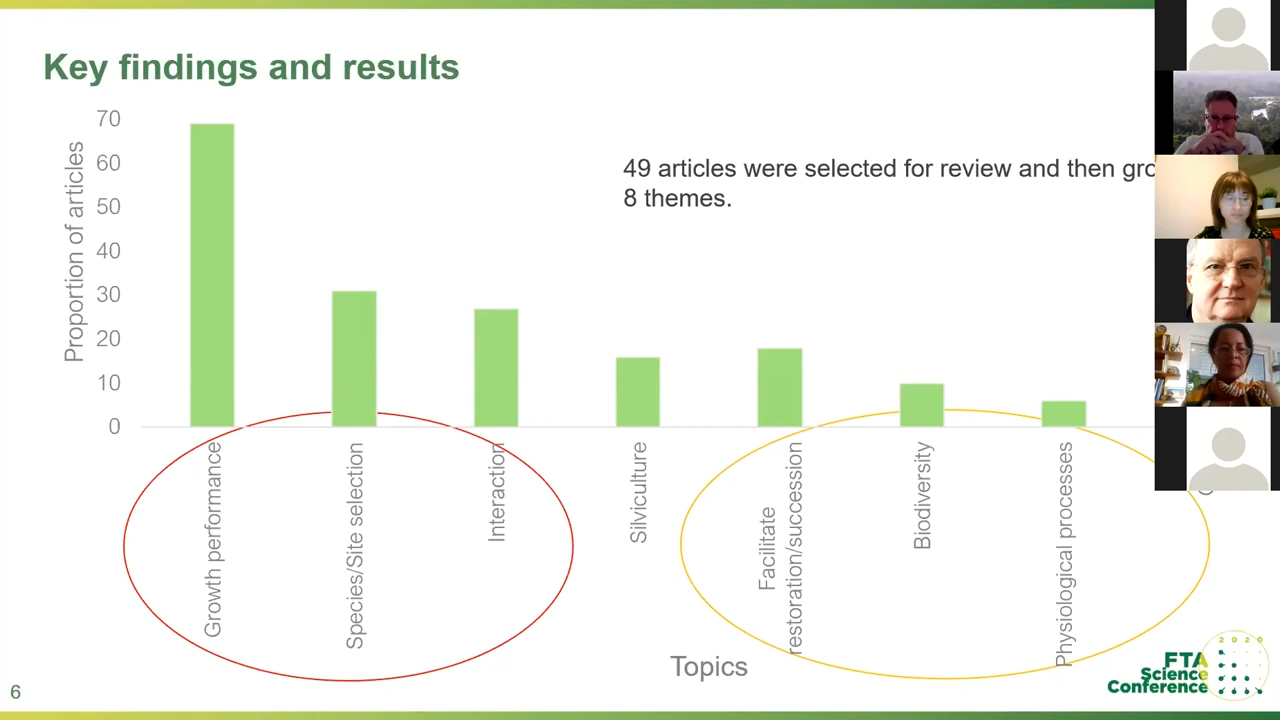 Key findings and results
70
60
50
40
30
20
10
0
Proportion of articles
49 articles were selected for review and then
8 themes.
Growth performance
Species/Site selection
Interaction
Silviculture
Facilitate
restoration/succession
Biodiversity
Physiological processes
Topics
6
2020
FTA
Science
Conference